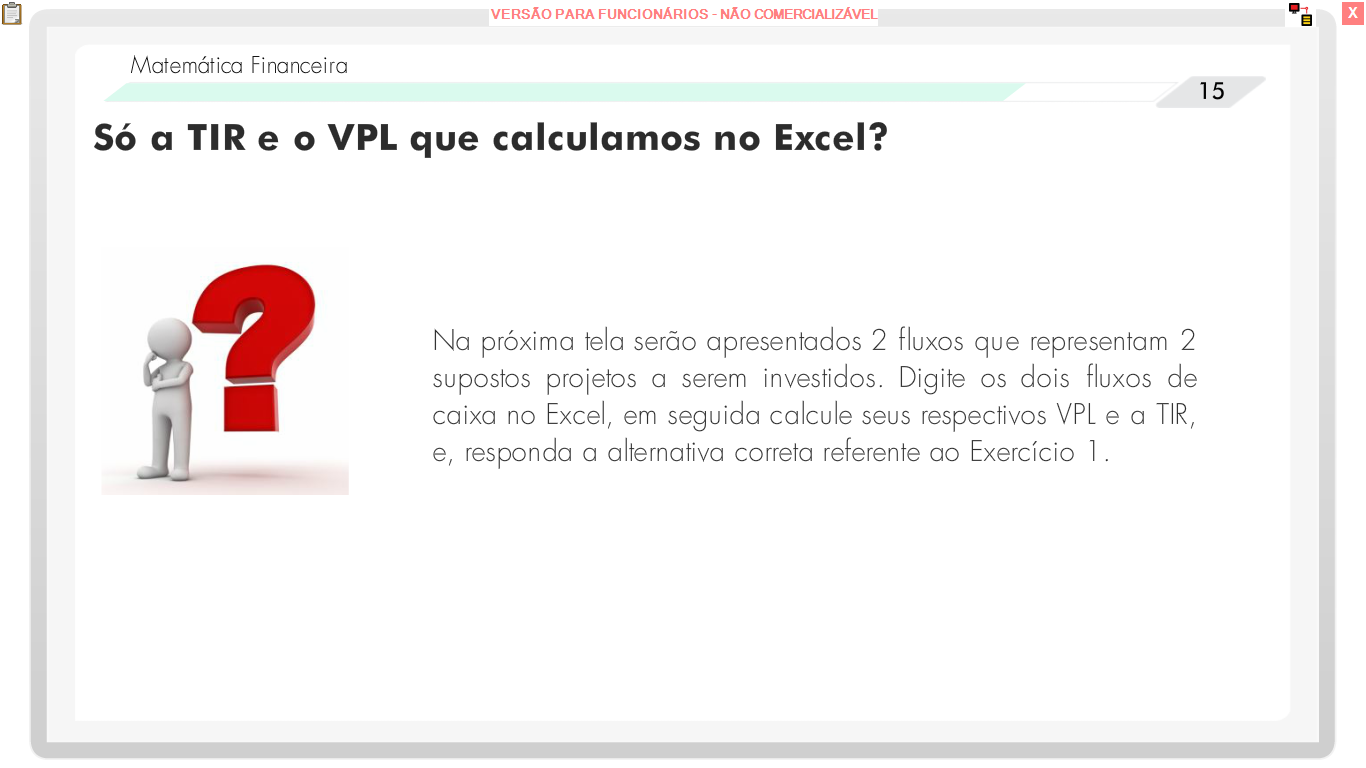 VERSÃO PARA FUNCIONÁRIOS - NÃO COMERCIALIZÁVEL
X
Matemática Financeira
15
Só a TIR e o VPL que calculamos no Excel?
Na próxima tela serão apresentados 2 fluxos que representam 2
supostos projetos a serem investidos. Digite os dois fluxos de
caixa no Excel, em seguida calcule seus respectivos VPL e a TIR,
e, responda a alternativa correta referente ao Exercício 1.